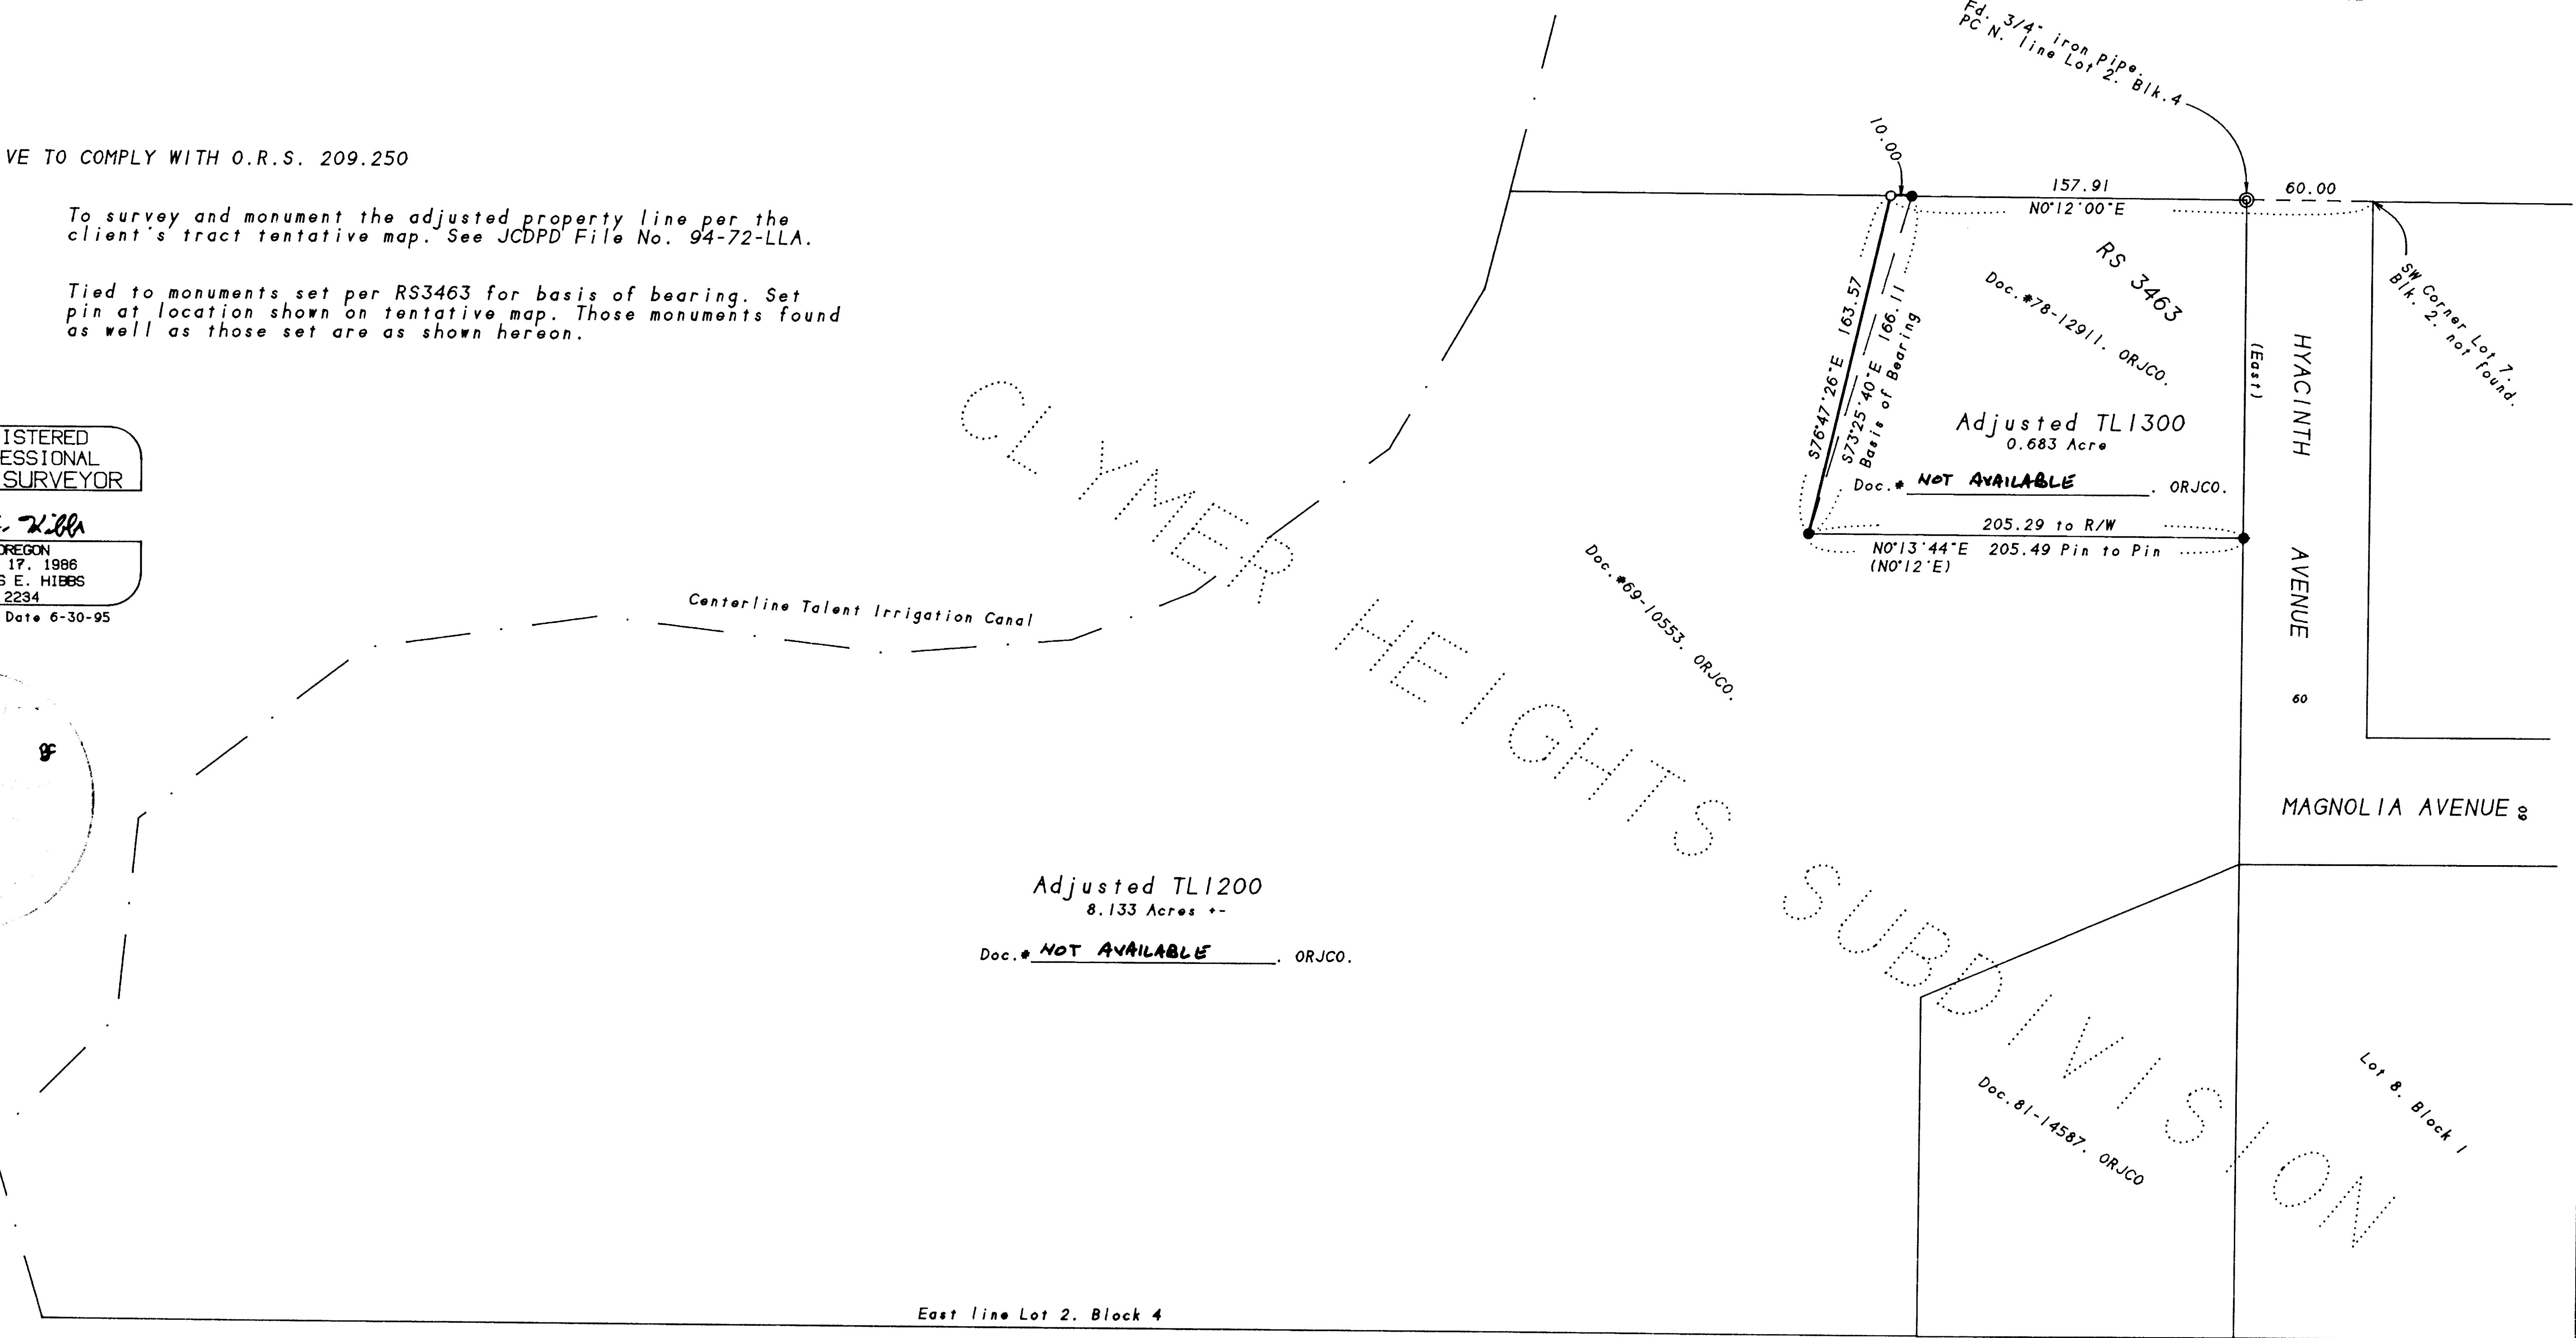 VE TO COMPLY WITH O.R.S. 209.250
To survey and monument the adjusted property line per the
client's tract tentative map. See JCDPD File No. 94-72-LLA.
Tied to monuments set per RS3463 for basis of bearing. Set
pin at location shown on tentative map. Those monuments found
as well as those set are as shown hereon.
ISTERED
ESSIONAL
SURVEYOR
Hibbs
OREGON
17. 1986
S E. HIBBS
2234
Date 6-30-95
Fd. 3/4" iron pipe.
PC N. line Lot 2. Blk.4
10.00
157.91
60.00
N0°12'00"E
RS 3463
Doc.#78-12911. ORJCO.
S76°47'26"E 163.57
S73°25'40"E 166.11
Basis of Bearing
Adjusted TL1300
0.683 Acre
Doc.# NOT AVAILABLE . ORJCO.
205.29 to R/W
N0°13'44"E 205.49 Pin to Pin
(N0°12'E)
(East)
HYACINTH AVENUE 60
SW Corner Lot 7.
Blk. 2. not found.
CLYMER HEIGHTS SUBDIVISION
Centerline Talent Irrigation Canal
Doc.#69-10553. ORJCO.
MAGNOLIA AVENUE 60
Adjusted TL1200
8.133 Acres +-
Doc.# NOT AVAILABLE . ORJCO.
Doc.81-14587. ORJCO
Lot 8. Block 1
East line Lot 2. Block 4